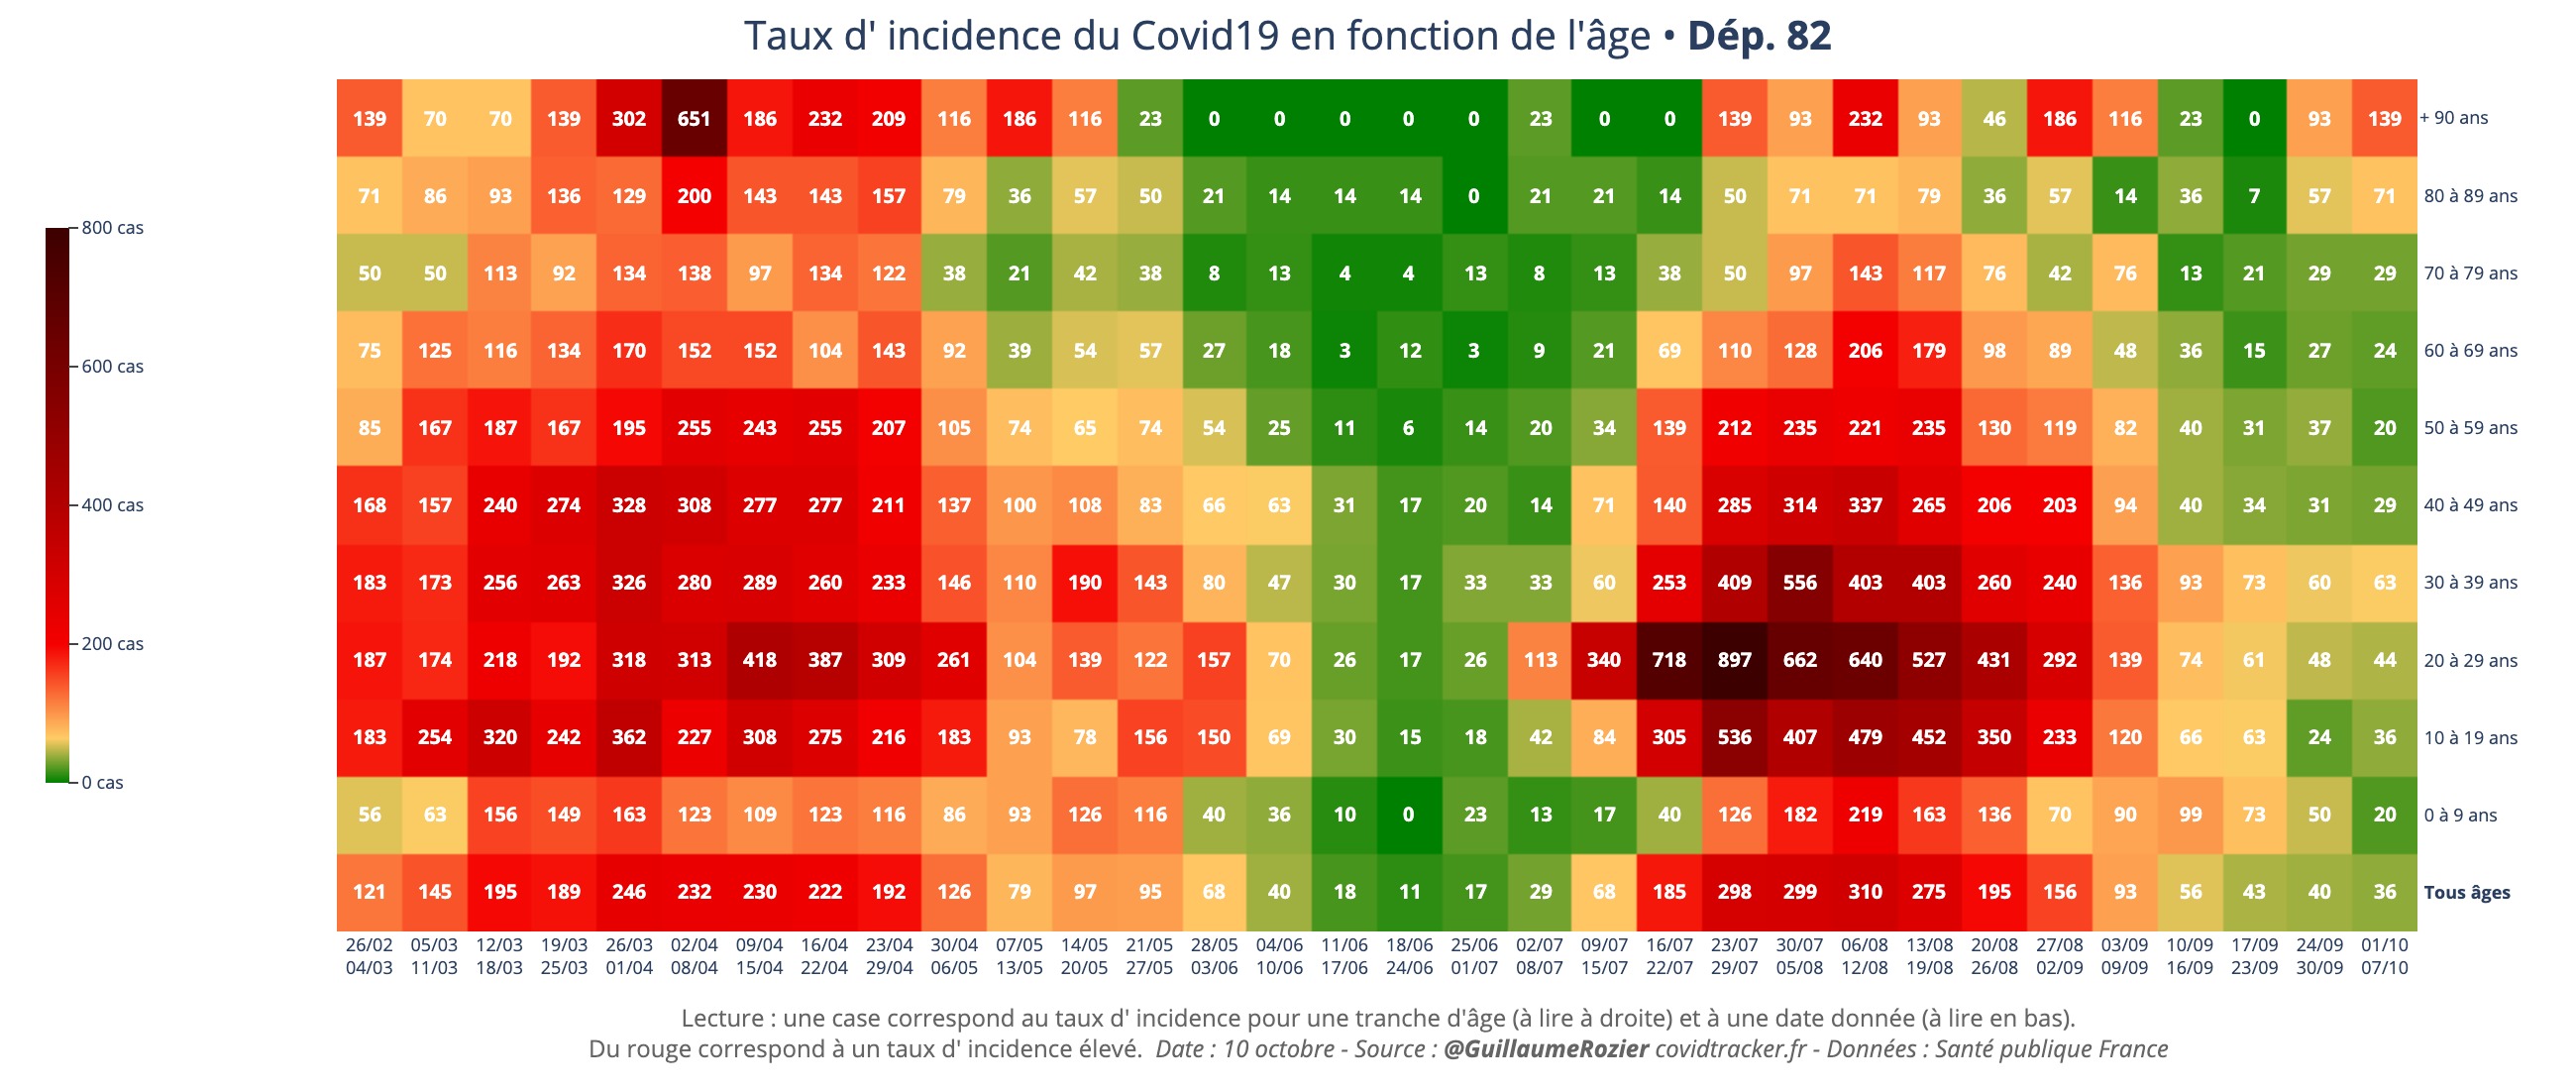 Taux d' incidence du Covid19 en fonction de l'âge • Dép. 82
800 cas
600 cas
400 cas
200 cas
0 cas
139 70 70 139 302 651 186 232 209 116 186 116 23 0 0 0 0 0 23 0 0 139 93 232 93 46 186 116 23 0 93 139 + 90 ans
71 86 93 136 129 200 143 143 157 79 36 57 50 21 14 14 14 0 21 21 14 50 71 71 79 36 57 14 36 7 57 71 80 à 89 ans
50 50 113 92 134 138 97 134 122 38 21 42 38 8 13 4 4 13 8 13 38 50 97 143 117 76 42 76 13 21 29 29 70 à 79 ans
75 125 116 134 170 152 152 104 143 92 39 54 57 27 18 3 12 3 9 21 69 110 128 206 179 98 89 48 36 15 27 24 60 à 69 ans
85 167 187 167 195 255 243 255 207 105 74 65 74 54 25 11 6 14 20 34 139 212 235 221 235 130 119 82 40 31 37 20 50 à 59 ans
168 157 240 274 328 308 277 277 211 137 100 108 83 66 63 31 17 20 14 71 140 285 314 337 265 206 203 94 40 34 31 29 40 à 49 ans
183 173 256 263 326 280 289 260 233 146 110 190 143 80 47 30 17 33 33 60 253 409 556 403 403 260 240 136 93 73 60 63 30 à 39 ans
187 174 218 192 318 313 418 387 309 261 104 139 122 157 70 26 17 26 113 340 718 897 662 640 527 431 292 139 74 61 48 44 20 à 29 ans
183 254 320 242 362 227 308 275 216 183 93 78 156 150 69 30 15 18 42 84 305 536 407 479 452 350 233 120 66 63 24 36 10 à 19 ans
56 63 156 149 163 123 109 123 116 86 93 126 116 40 36 10 0 23 13 17 40 126 182 219 163 136 70 90 99 73 50 20 0 à 9 ans
121 145 195 189 246 232 230 222 192 126 79 97 95 68 40 18 11 17 29 68 185 298 299 310 275 195 156 93 56 43 40 36 Tous âges
26/02 05/03 12/03 19/03 26/03 02/04 09/04 16/04 23/04 30/04 07/05 14/05 21/05 28/05 04/06 11/06 18/06 25/06 02/07 09/07 16/07 23/07 30/07 06/08 13/08 20/08 27/08 03/09 10/09 17/09 24/09 01/10
04/03 11/03 18/03 25/03 01/04 08/04 15/04 22/04 29/04 06/05 13/05 20/05 27/05 03/06 10/06 17/06 24/06 01/07 08/07 15/07 22/07 29/07 05/08 12/08 19/08 26/08 02/09 09/09 16/09 23/09 30/09 07/10
Lecture : une case correspond au taux d' incidence pour une tranche d'âge (à lire à droite) et à une date donnée (à lire en bas).
Du rouge correspond à un taux d' incidence élevé. Date : 10 octobre - Source : @GuillaumeRozier covidtracker.fr - Données : Santé publique France